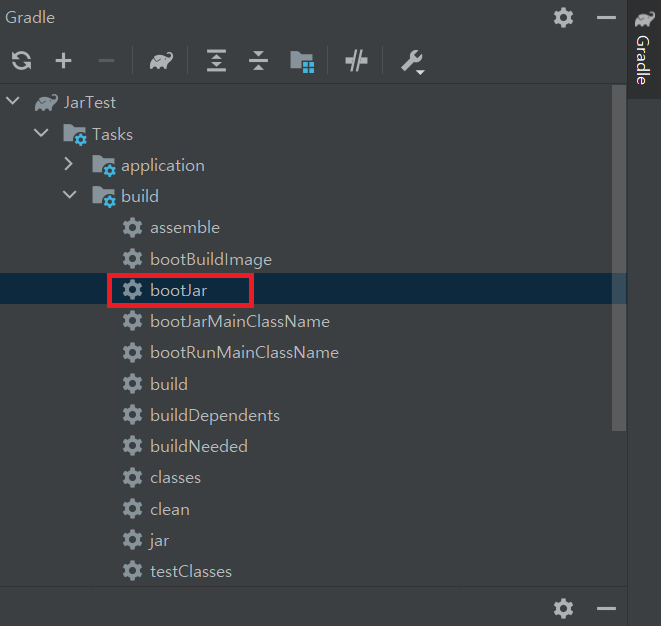 Gradle
Gradle
JarTest
Tasks
application
build
assemble
bootBuildImage
bootJar
bootJarMainClassName
bootRunMainClassName
build
buildDependents
buildNeeded
classes
clean
jar
testClasses